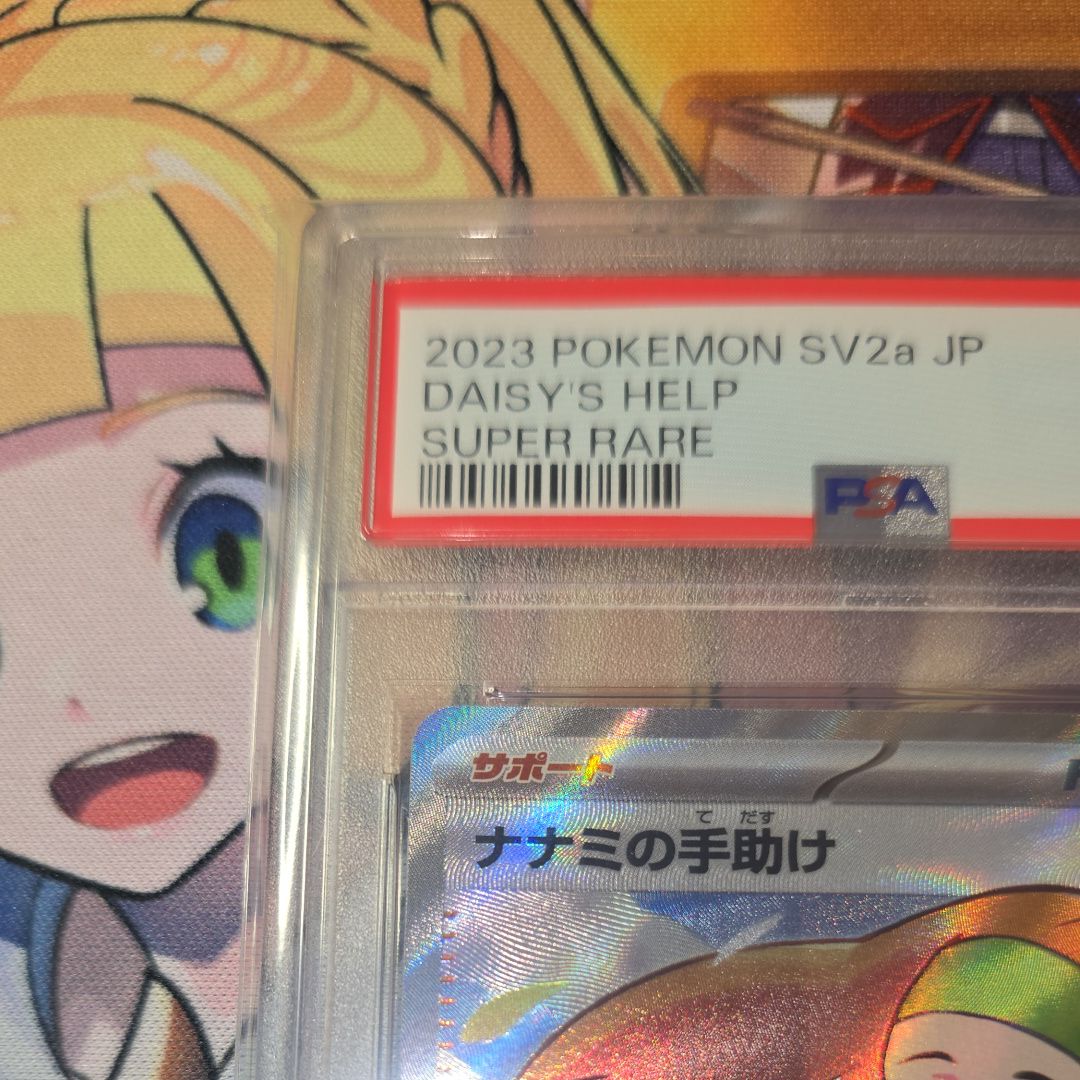 2023 POKEMON SV2a JP
DAISY'S HELP
SUPER RARE
PSA
サポート
てだす
ナナミの手助け